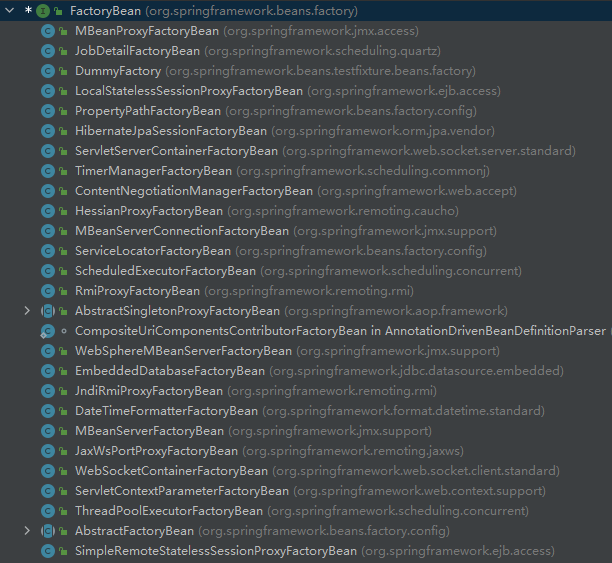 * FactoryBean (org.springframework.beans.factory)
MBeanProxyFactoryBean (org.springframework.jmx.access)
JobDetailFactoryBean (org.springframework.scheduling.quartz)
DummyFactory (org.springframework.beans.testfixture.beans.factory)
LocalStatelessSessionProxyFactoryBean (org.springframework.ejb.access)
PropertyPathFactoryBean (org.springframework.beans.factory.config)
HibernateJpaSessionFactoryBean (org.springframework.orm.jpa.vendor)
ServletServerContainerFactoryBean (org.springframework.web.socket.server.standard)
TimerManagerFactoryBean (org.springframework.scheduling.commonj)
ContentNegotiationManagerFactoryBean (org.springframework.web.accept)
HessianProxyFactoryBean (org.springframework.remoting.caucho)
MBeanServerConnectionFactoryBean (org.springframework.jmx.support)
ServiceLocatorFactoryBean (org.springframework.beans.factory.config)
ScheduledExecutorFactoryBean (org.springframework.scheduling.concurrent)
RmiProxyFactoryBean (org.springframework.remoting.rmi)
AbstractSingletonProxyFactoryBean (org.springframework.aop.framework)
CompositeUriComponentsContributorFactoryBean in AnnotationDrivenBeanDefinitionParser (
WebSphereMBeanServerFactoryBean (org.springframework.jmx.support)
EmbeddedDatabaseFactoryBean (org.springframework.jdbc.datasource.embedded)
JndiRmiProxyFactoryBean (org.springframework.remoting.rmi)
DateTimeFormatterFactoryBean (org.springframework.format.datetime.standard)
MBeanServerFactoryBean (org.springframework.jmx.support)
JaxWsPortProxyFactoryBean (org.springframework.remoting.jaxws)
WebSocketContainerFactoryBean (org.springframework.web.socket.client.standard)
ServletContextParameterFactoryBean (org.springframework.web.context.support)
ThreadPoolExecutorFactoryBean (org.springframework.scheduling.concurrent)
AbstractFactoryBean (org.springframework.beans.factory.config)
SimpleRemoteStatelessSessionProxyFactoryBean (org.springframework.ejb.access)